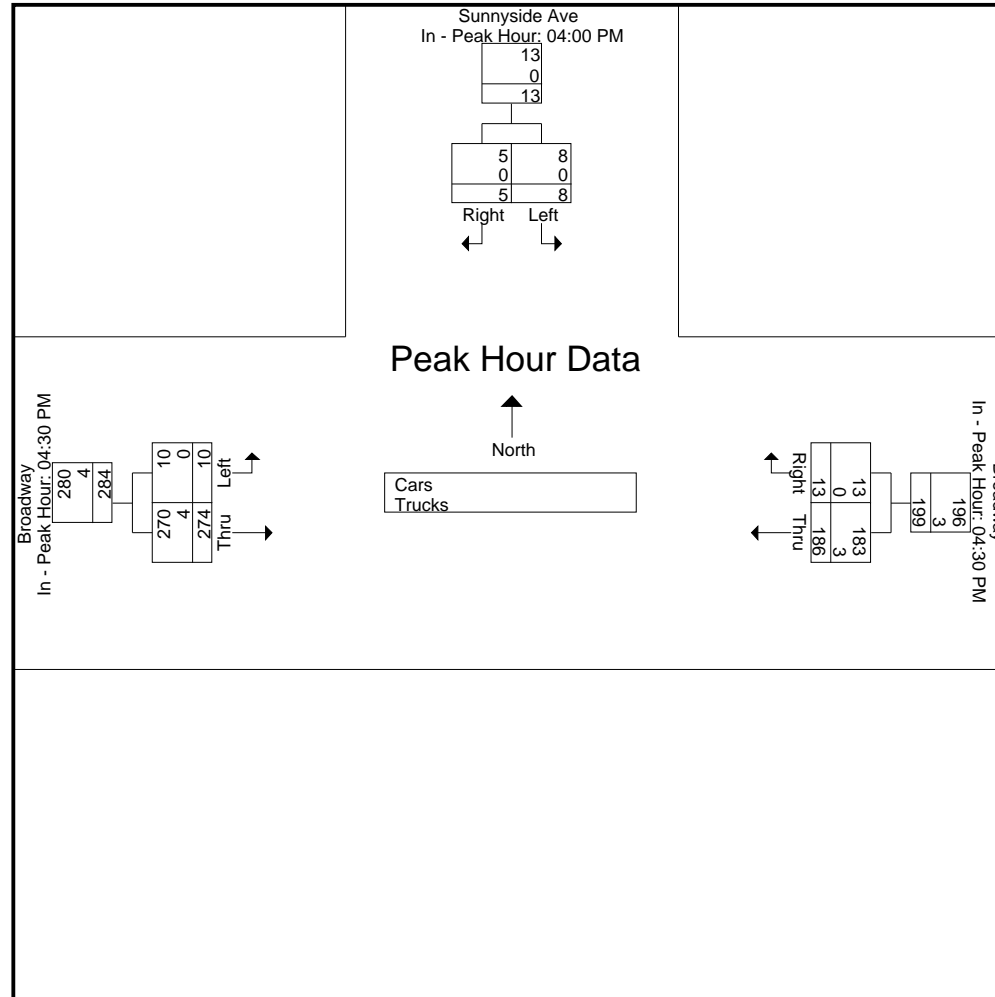 Sunnyside Ave
In - Peak Hour: 04:00 PM
13
0
13
5 8
0 0
5 8
Right Left
Peak Hour Data
North
Cars
Trucks
Broadway
In - Peak Hour: 04:30 PM
280
4
284
10
0
10
Left
270
4
274
Thru
Right
13
0
13
Thru
186
3
183
199
3
196
In - Peak Hour: 04:30 PM